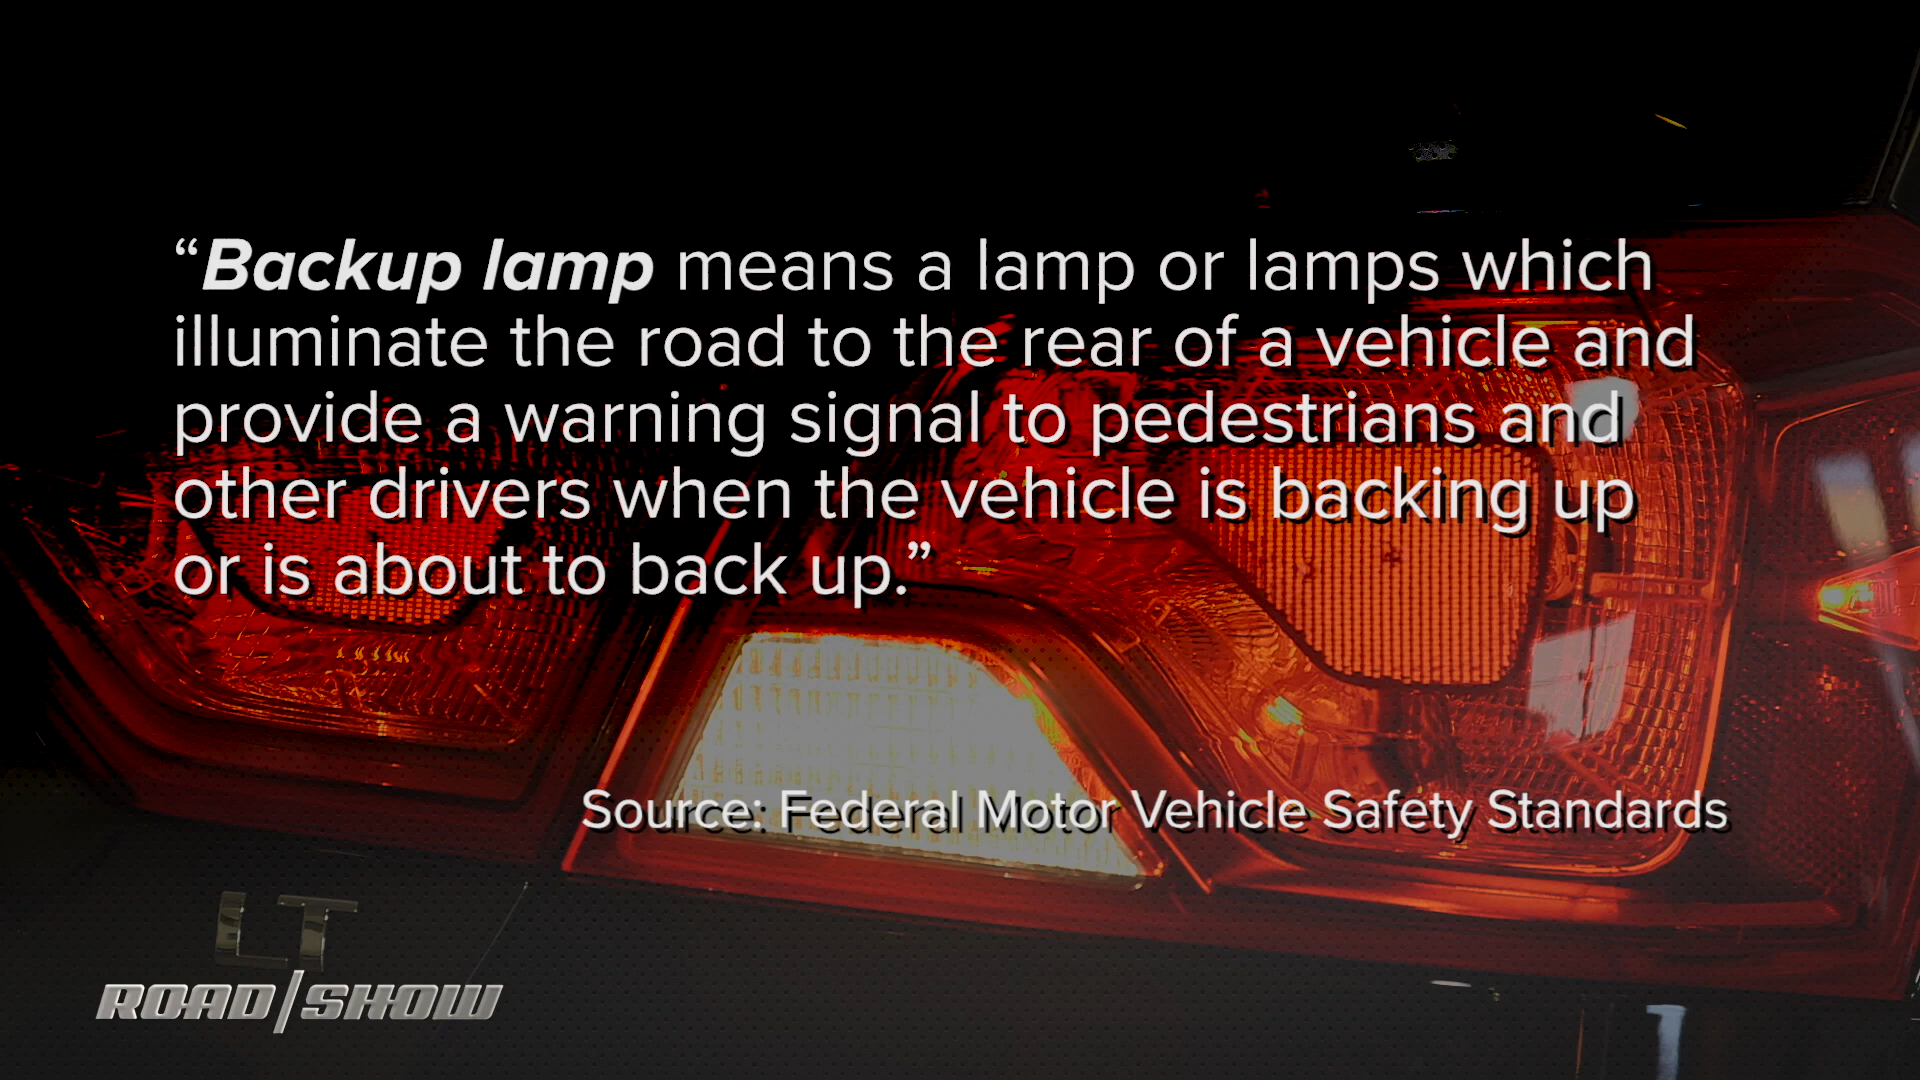 “Backup lamp means a lamp or lamps which
illuminate the road to the rear of a vehicle and
provide a warning signal to pedestrians and
other drivers when the vehicle is backing up
or is about to back up.”
Source: Federal Motor Vehicle Safety Standards
LT
ROAD/SHOW